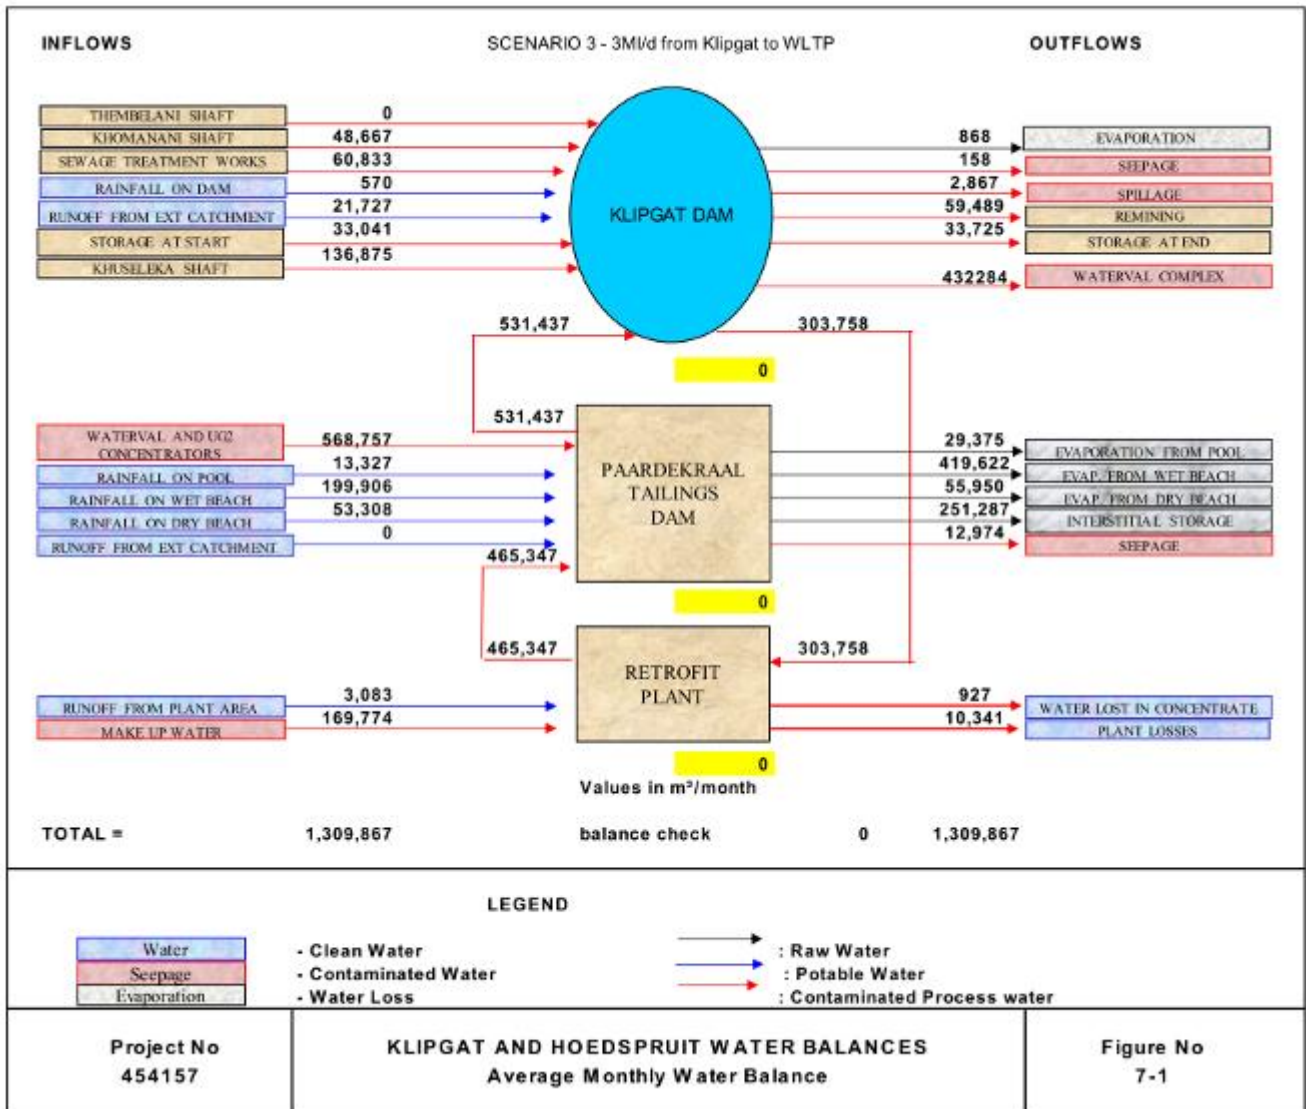 INFLOWS
SCENARIO 3 - 3Ml/d from Klipgat to WLTP
OUTFLOWS
THEMBELANI SHAFT 0
KHOMANANI SHAFT 48,667
SEWAGE TREATMENT WORKS 60,833
RAINFALL ON DAM 570
RUNOFF FROM EXT CATCHMENT 21,727
STORAGE AT START 33,041
KHUSELEKA SHAFT 136,875
KLIPGAT DAM
868 EVAPORATION
158 SEEPAGE
2,867 SPILLAGE
59,489 REMINING
33,725 STORAGE AT END
432284 WATERVAL COMPLEX
531,437
303,758
0
531,437
WATERVAL AND UG2
CONCENTRATORS
568,757
RAINFALL ON POOL 13,327
RAINFALL ON WET BEACH 199,906
RAINFALL ON DRY BEACH 53,308
RUNOFF FROM EXT CATCHMENT 0
PAARDEKRAAL
TAILINGS
DAM
29,375 EVAPORATION FROM POOL
419,622 EVAP. FROM WET BEACH
55,950 EVAP. FROM DRY BEACH
251,287 INTERSTITIAL STORAGE
12,974 SEEPAGE
465,347
0
465,347
303,758
RETROFIT
PLANT
RUNOFF FROM PLANT AREA 3,083
MAKE UP WATER 169,774
927 WATER LOST IN CONCENTRATE
10,341 PLANT LOSSES
0
Values in m³/month
TOTAL = 1,309,867 balance check 0 1,309,867
LEGEND
Water - Clean Water : Raw Water
Seepage - Contaminated Water : Potable Water
Evaporation - Water Loss : Contaminated Process water
Project No
454157
KLIPGAT AND HOEDSPRUIT WATER BALANCES
Average Monthly Water Balance
Figure No
7-1